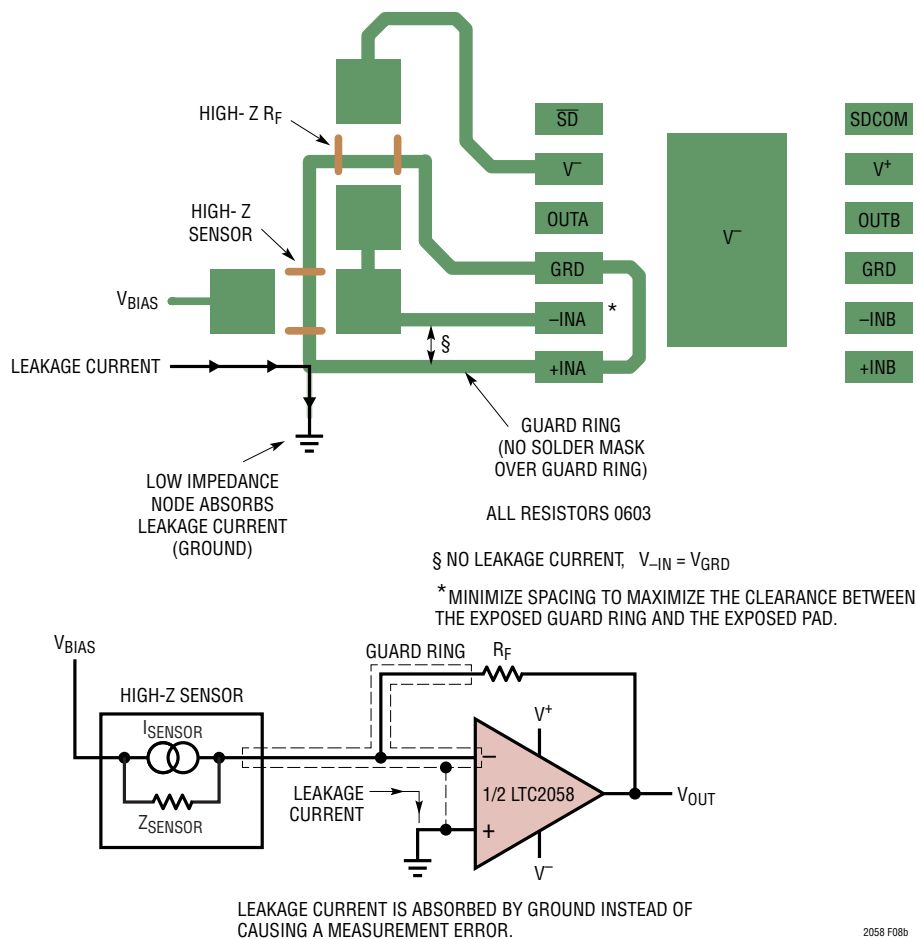 HIGH- Z RF
SD
SDCOM
V–
V+
HIGH- Z
SENSOR
OUTA
OUTB
V–
GRD
GRD
VBIAS
–INA
*
–INB
§
LEAKAGE CURRENT
+INA
+INB
GUARD RING
(NO SOLDER MASK
OVER GUARD RING)
LOW IMPEDANCE
NODE ABSORBS
LEAKAGE CURRENT
(GROUND)
ALL RESISTORS 0603
§ NO LEAKAGE CURRENT, V–IN = VGRD
*MINIMIZE SPACING TO MAXIMIZE THE CLEARANCE BETWEEN
THE EXPOSED GUARD RING AND THE EXPOSED PAD.
VBIAS
GUARD RING
RF
HIGH-Z SENSOR
ISENSOR
V+
–
1/2 LTC2058
VOUT
LEAKAGE
CURRENT
ZSENSOR
+
V–
LEAKAGE CURRENT IS ABSORBED BY GROUND INSTEAD OF
CAUSING A MEASUREMENT ERROR.
2058 F08b